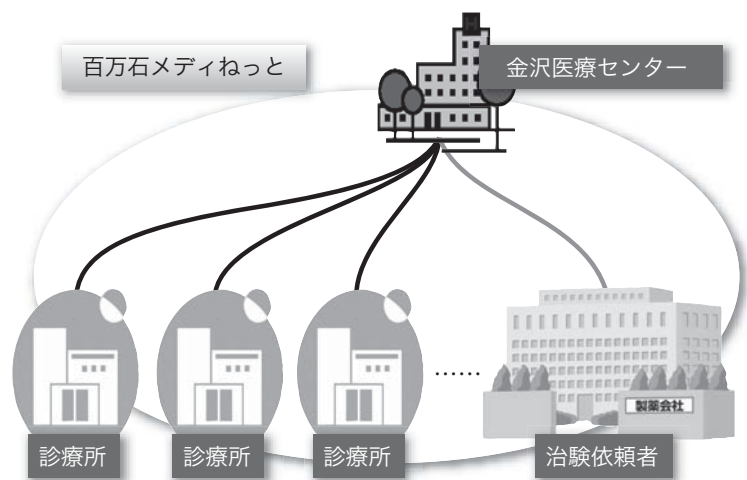 H
百万石メディねっと
金沢医療センター
……
製薬会社
診療所
診療所
診療所
治験依頼者